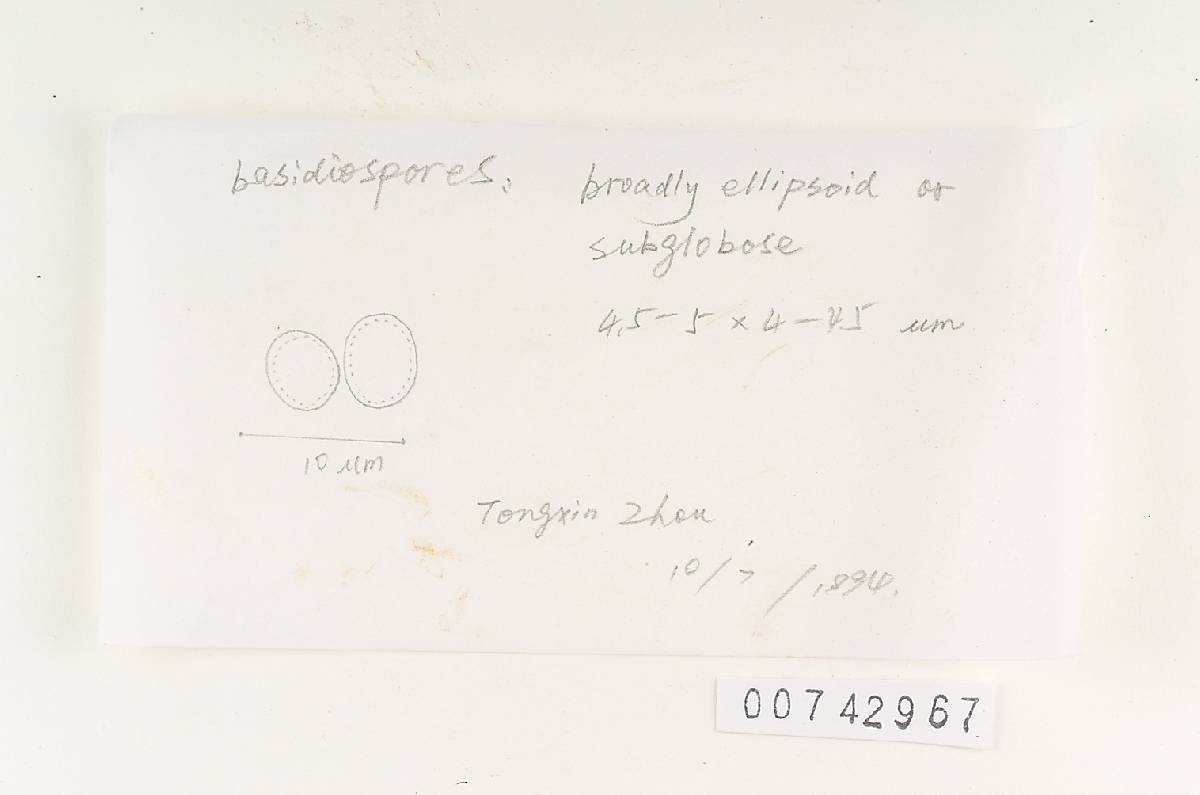 basidiospores: broadly ellipsoid or
subglobose
4.5-5 × 4-4.5 um
10 um
Tongxin Zhou
10/7/1994.
00742967